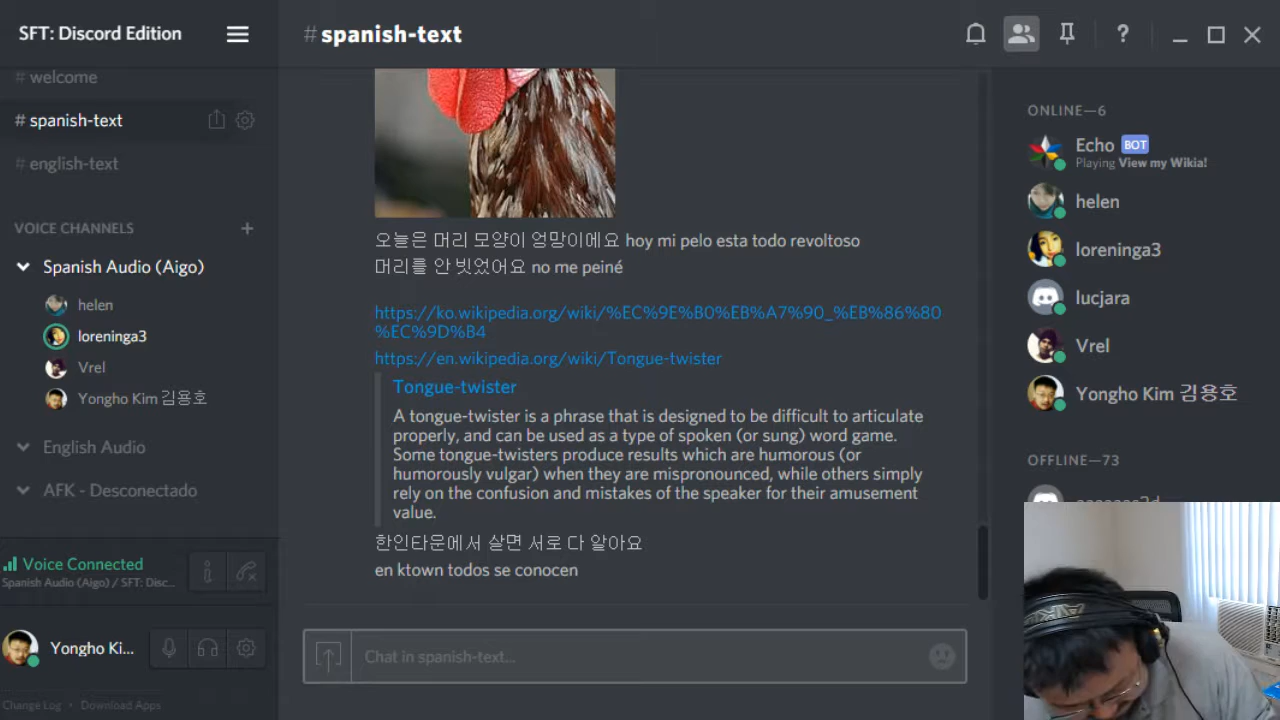 SFT: Discord Edition
# spanish-text
# welcome
# spanish-text
# english-text
VOICE CHANNELS
Spanish Audio (Aigo)
helen
loreninga3
Vrel
Yongho Kim 김용호
English Audio
AFK - Desconectado
Voice Connected
Spanish Audio (Aigo) / SFT: Disc...
Yongho Ki...
Change Log • Download Apps
오늘은 머리 모양이 엉망이에요 hoy mi pelo esta todo revoltoso
머리를 안 빗었어요 no me peiné
https://ko.wikipedia.org/wiki/%EC%9E%B0%EB%A7%90_%EB%86%80
%EC%9D%B4
https://en.wikipedia.org/wiki/Tongue-twister
Tongue-twister
A tongue-twister is a phrase that is designed to be difficult to articulate
properly, and can be used as a type of spoken (or sung) word game.
Some tongue-twisters produce results which are humorous (or
humorously vulgar) when they are mispronounced, while others simply
rely on the confusion and mistakes of the speaker for their amusement
value.
한인타운에서 살면 서로 다 알아요
en ktown todos se conocen
Chat in spanish-text...
ONLINE—6
Echo BOT
Playing View my Wikia!
helen
loreninga3
lucjara
Vrel
Yongho Kim 김용호
OFFLINE—73